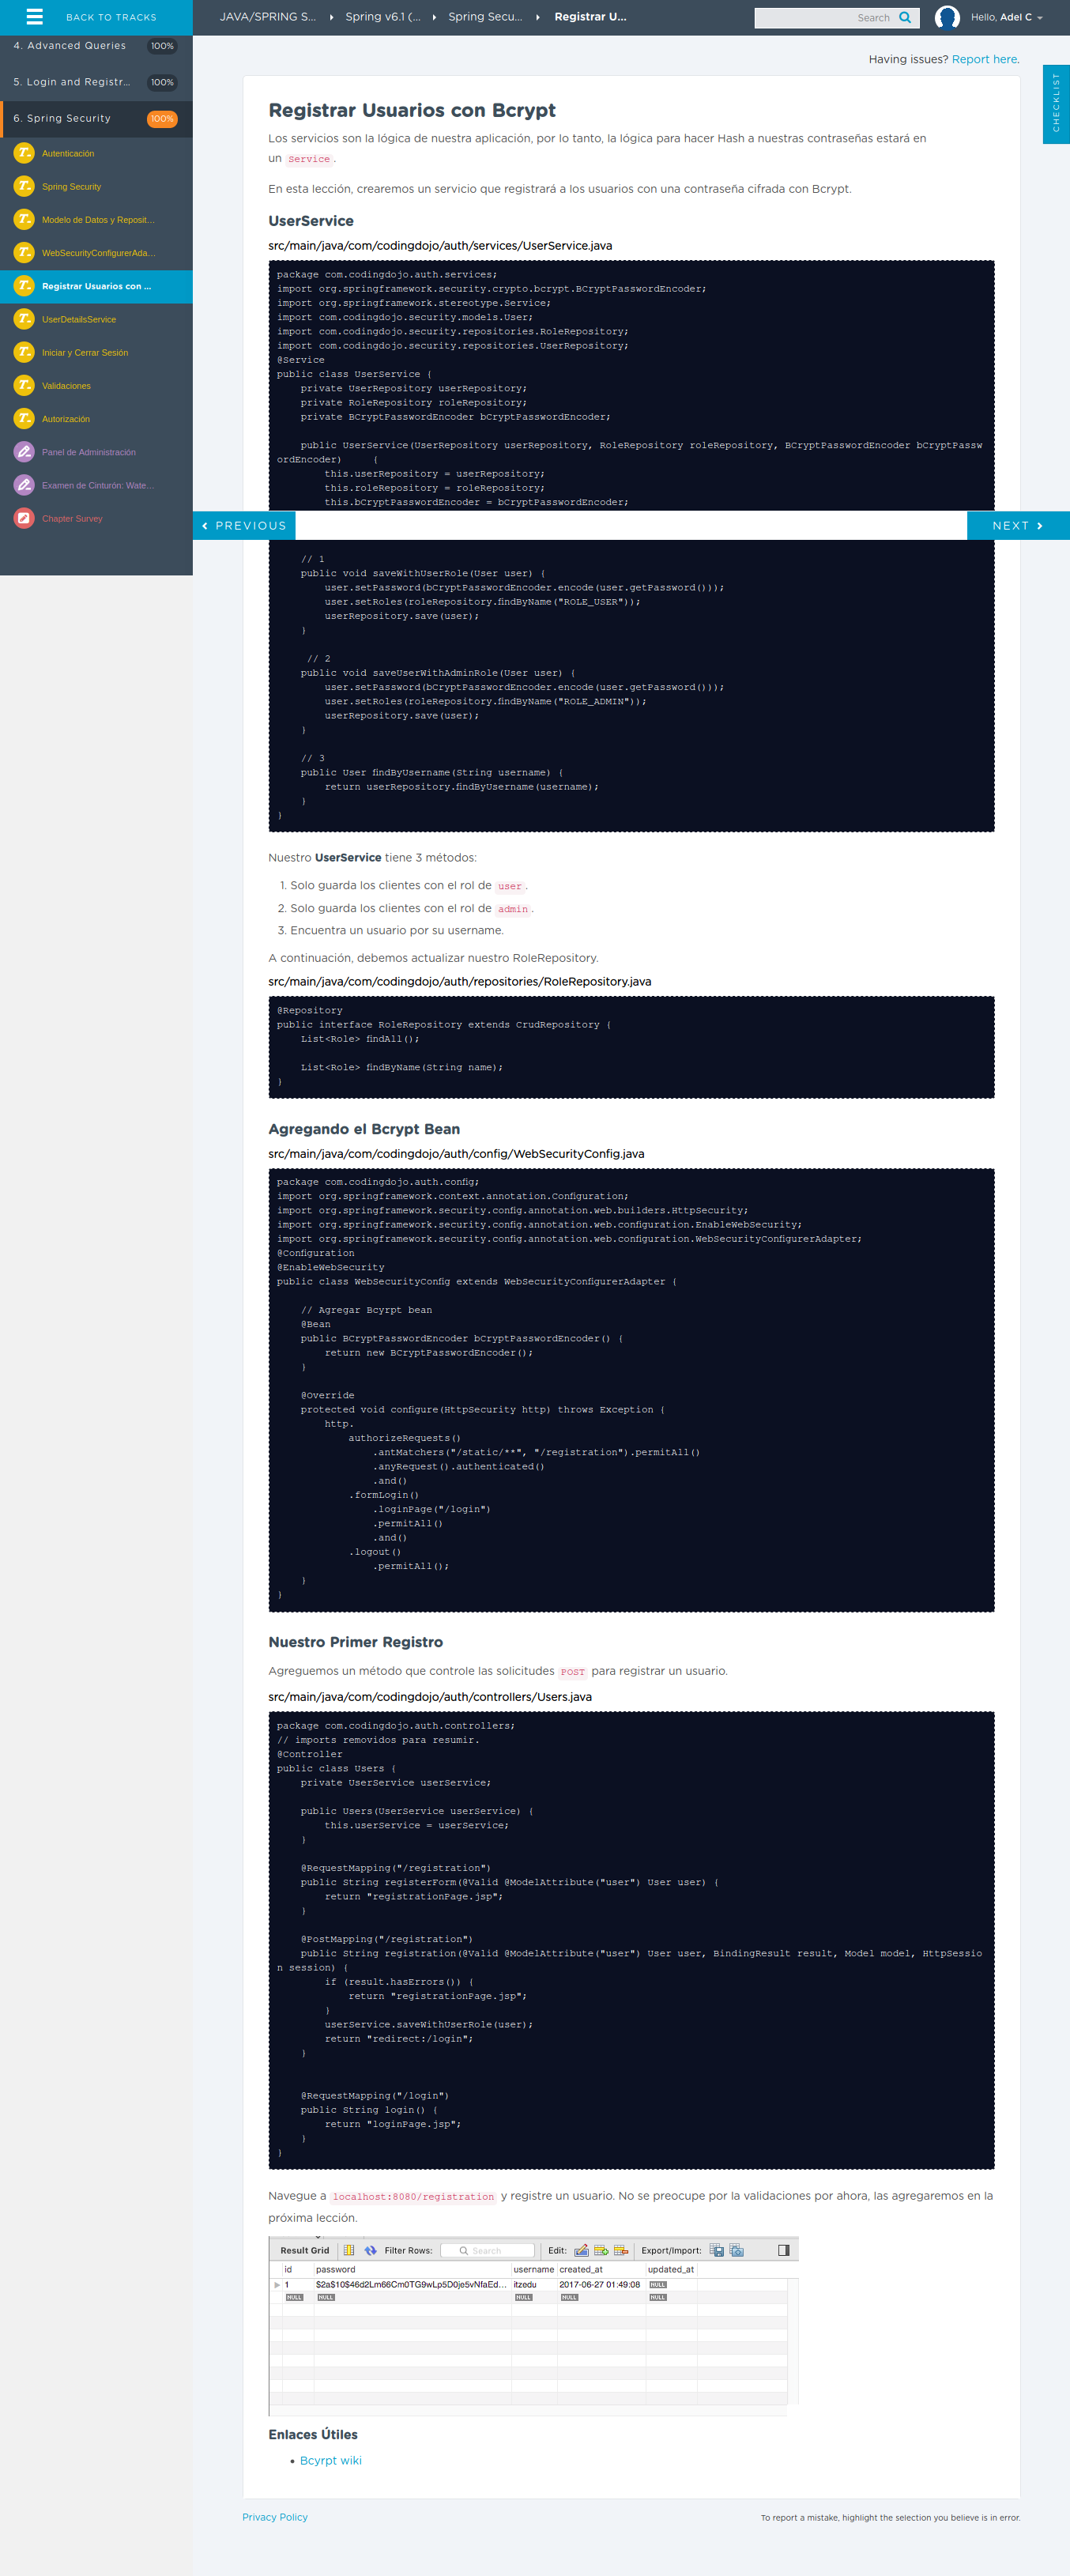 BACK TO TRACKS
JAVA/SPRING S... Spring v6.1 (... Spring Secu... Registrar U...
Search
Hello, Adel C
4. Advanced Queries 100%
5. Login and Registr... 100%
6. Spring Security 100%
Autenticación
Spring Security
Modelo de Datos y Reposit...
WebSecurityConfigurerAda...
Registrar Usuarios con ...
UserDetailsService
Iniciar y Cerrar Sesión
Validaciones
Autorización
Panel de Administración
Examen de Cinturón: Wate...
Chapter Survey
Having issues? Report here.
CHECKLIST
Registrar Usuarios con Bcrypt
Los servicios son la lógica de nuestra aplicación, por lo tanto, la lógica para hacer Hash a nuestras contraseñas estará en
un Service.
En esta lección, crearemos un servicio que registrará a los usuarios con una contraseña cifrada con Bcrypt.
UserService
src/main/java/com/codingdojo/auth/services/UserService.java
package com.codingdojo.auth.services;
import org.springframework.security.crypto.bcrypt.BCryptPasswordEncoder;
import org.springframework.stereotype.Service;
import com.codingdojo.security.models.User;
import com.codingdojo.security.repositories.RoleRepository;
import com.codingdojo.security.repositories.UserRepository;
@Service
public class UserService {
    private UserRepository userRepository;
    private RoleRepository roleRepository;
    private BCryptPasswordEncoder bCryptPasswordEncoder;
    public UserService(UserRepository userRepository, RoleRepository roleRepository, BCryptPasswordEncoder bCryptPassw
ordEncoder)     {
        this.userRepository = userRepository;
        this.roleRepository = roleRepository;
        this.bCryptPasswordEncoder = bCryptPasswordEncoder;
PREVIOUS
NEXT
    // 1
    public void saveWithUserRole(User user) {
        user.setPassword(bCryptPasswordEncoder.encode(user.getPassword()));
        user.setRoles(roleRepository.findByName("ROLE_USER"));
        userRepository.save(user);
    }
     // 2
    public void saveUserWithAdminRole(User user) {
        user.setPassword(bCryptPasswordEncoder.encode(user.getPassword()));
        user.setRoles(roleRepository.findByName("ROLE_ADMIN"));
        userRepository.save(user);
    }
    // 3
    public User findByUsername(String username) {
        return userRepository.findByUsername(username);
    }
}
Nuestro UserService tiene 3 métodos:
1. Solo guarda los clientes con el rol de user.
2. Solo guarda los clientes con el rol de admin.
3. Encuentra un usuario por su username.
A continuación, debemos actualizar nuestro RoleRepository.
src/main/java/com/codingdojo/auth/repositories/RoleRepository.java
@Repository
public interface RoleRepository extends CrudRepository {
    List<Role> findAll();
    List<Role> findByName(String name);
}
Agregando el Bcrypt Bean
src/main/java/com/codingdojo/auth/config/WebSecurityConfig.java
package com.codingdojo.auth.config;
import org.springframework.context.annotation.Configuration;
import org.springframework.security.config.annotation.web.builders.HttpSecurity;
import org.springframework.security.config.annotation.web.configuration.EnableWebSecurity;
import org.springframework.security.config.annotation.web.configuration.WebSecurityConfigurerAdapter;
@Configuration
@EnableWebSecurity
public class WebSecurityConfig extends WebSecurityConfigurerAdapter {
    // Agregar Bcyrpt bean
    @Bean
    public BCryptPasswordEncoder bCryptPasswordEncoder() {
        return new BCryptPasswordEncoder();
    }
    @Override
    protected void configure(HttpSecurity http) throws Exception {
        http.
            authorizeRequests()
                .antMatchers("/static/**", "/registration").permitAll()
                .anyRequest().authenticated()
                .and()
            .formLogin()
                .loginPage("/login")
                .permitAll()
                .and()
            .logout()
                .permitAll();
    }
}
Nuestro Primer Registro
Agreguemos un método que controle las solicitudes POST para registrar un usuario.
src/main/java/com/codingdojo/auth/controllers/Users.java
package com.codingdojo.auth.controllers;
// imports removidos para resumir.
@Controller
public class Users {
    private UserService userService;
    public Users(UserService userService) {
        this.userService = userService;
    }
    @RequestMapping("/registration")
    public String registerForm(@Valid @ModelAttribute("user") User user) {
        return "registrationPage.jsp";
    }
    @PostMapping("/registration")
    public String registration(@Valid @ModelAttribute("user") User user, BindingResult result, Model model, HttpSessio
n session) {
        if (result.hasErrors()) {
            return "registrationPage.jsp";
        }
        userService.saveWithUserRole(user);
        return "redirect:/login";
    }
    @RequestMapping("/login")
    public String login() {
        return "loginPage.jsp";
    }
}
Navegue a localhost:8080/registration y registre un usuario. No se preocupe por la validaciones por ahora, las agregaremos en la
próxima lección.
Result Grid Filter Rows: Search Edit: Export/Import:
id password username created_at updated_at
1 $2a$10$46d2Lm66Cm0TG9wLp5D0je5vNfaEd... itzedu 2017-06-27 01:49:08 NULL
NULL NULL NULL NULL NULL
Enlaces Útiles
Bcyrpt wiki
Privacy Policy
To report a mistake, highlight the selection you believe is in error.